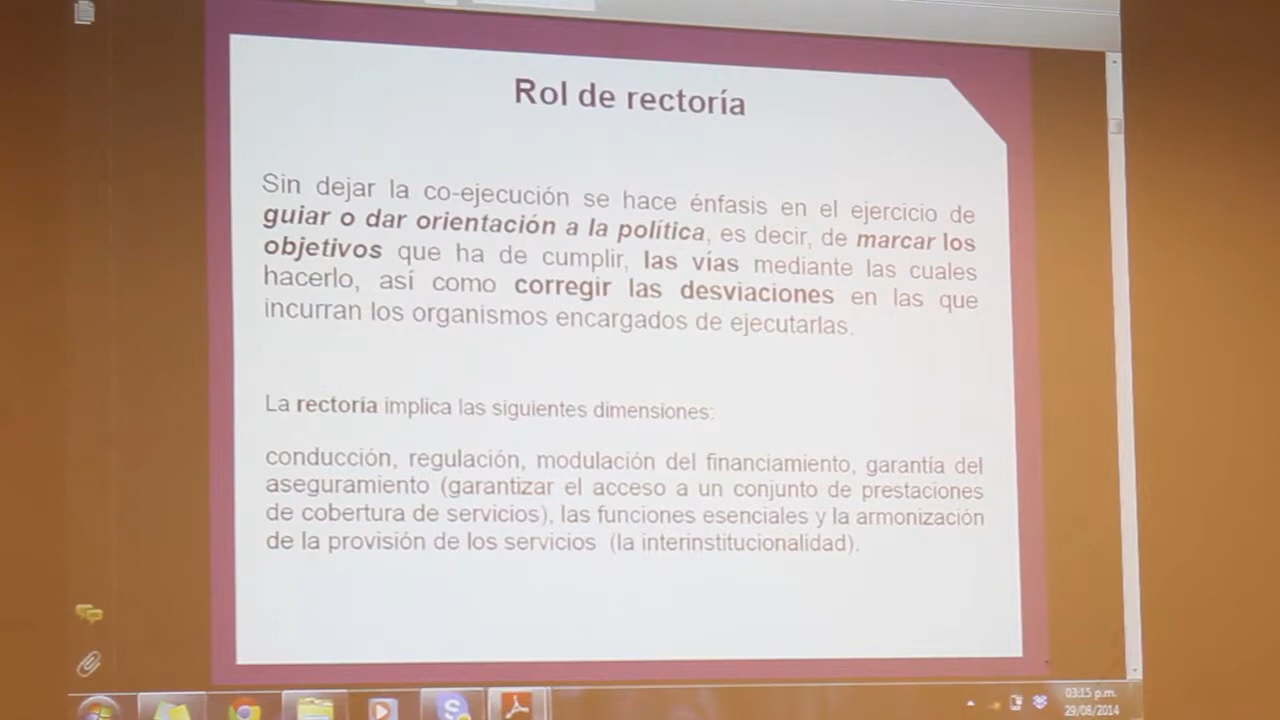 Rol de rectoría
Sin dejar la co-ejecución se hace énfasis en el ejercicio de
guiar o dar orientación a la política, es decir, de marcar los
objetivos que ha de cumplir, las vías mediante las cuales
hacerlo, así como corregir las desviaciones en las que
incurran los organismos encargados de ejecutarlas.
La rectoría implica las siguientes dimensiones:
conducción, regulación, modulación del financiamiento, garantía del
aseguramiento (garantizar el acceso a un conjunto de prestaciones
de cobertura de servicios), las funciones esenciales y la armonización
de la provisión de los servicios (la interinstitucionalidad).
03:15 p.m.
29/08/2014